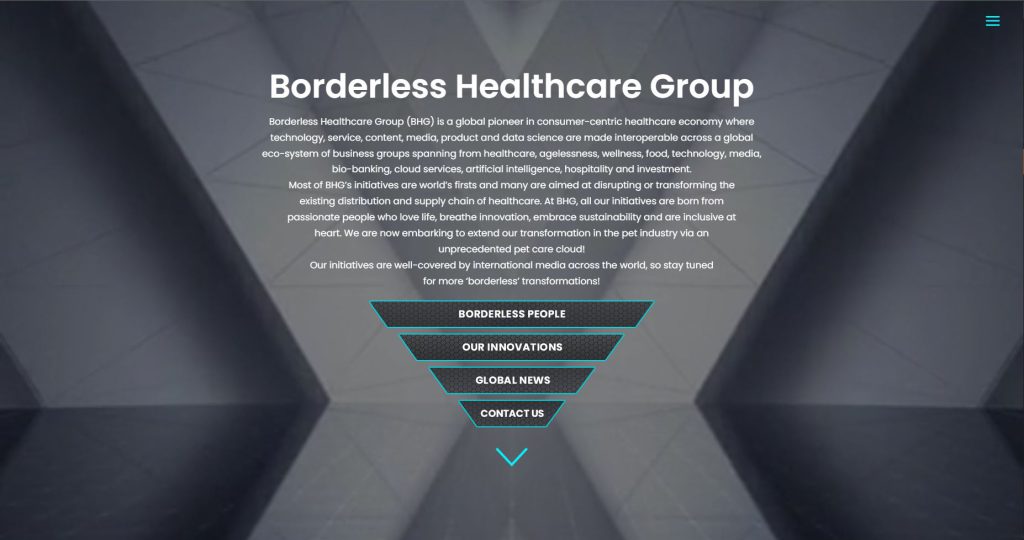 Borderless Healthcare Group
Borderless Healthcare Group (BHG) is a global pioneer in consumer-centric healthcare economy where
technology, service, content, media, product and data science are made interoperable across a global
eco-system of business groups spanning from healthcare, agelessness, wellness, food, technology, media,
bio-banking, cloud services, artificial intelligence, hospitality and investment.
Most of BHG's initiatives are world's firsts and many are aimed at disrupting or transforming the
existing distribution and supply chain of healthcare. At BHG, all our initiatives are born from
passionate people who love life, breathe innovation, embrace sustainability and are inclusive at
heart. We are now embarking to extend our transformation in the pet industry via an
unprecedented pet care cloud!
Our initiatives are well-covered by international media across the world, so stay tuned
for more 'borderless' transformations!
BORDERLESS PEOPLE
OUR INNOVATIONS
GLOBAL NEWS
CONTACT US